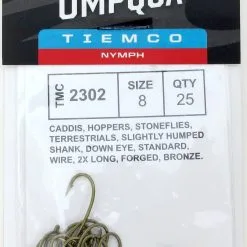 UMPQUA
TIEMCO
NYMPH
TMC 2302
SIZE 8
QTY 25
CADDIS, HOPPERS, STONEFLIES,
TERRESTRIALS, SLIGHTLY HUMPED
SHANK, DOWN EYE, STANDARD
WIRE, 2X LONG, FORGED, BRONZE.